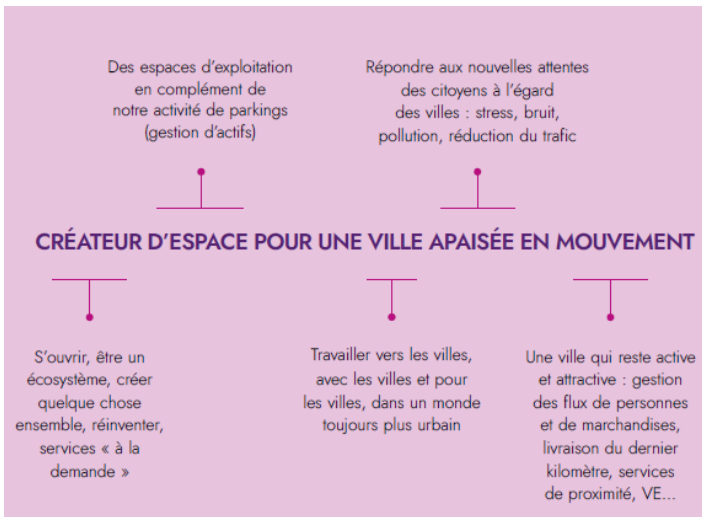 Des espaces d'exploitation
en complément de
notre activité de parkings
(gestion d'actifs)
Répondre aux nouvelles attentes
des citoyens à l'égard
des villes : stress, bruit,
pollution, réduction du trafic
CRÉATEUR D'ESPACE POUR UNE VILLE APAISÉE EN MOUVEMENT
S'ouvrir, être un
écosystème, créer
quelque chose
ensemble, réinventer,
services « à la
demande »
Travailler vers les villes,
avec les villes et pour
les villes, dans un monde
toujours plus urbain
Une ville qui reste active
et attractive : gestion
des flux de personnes
et de marchandises,
livraison du dernier
kilomètre, services
de proximité, VE...